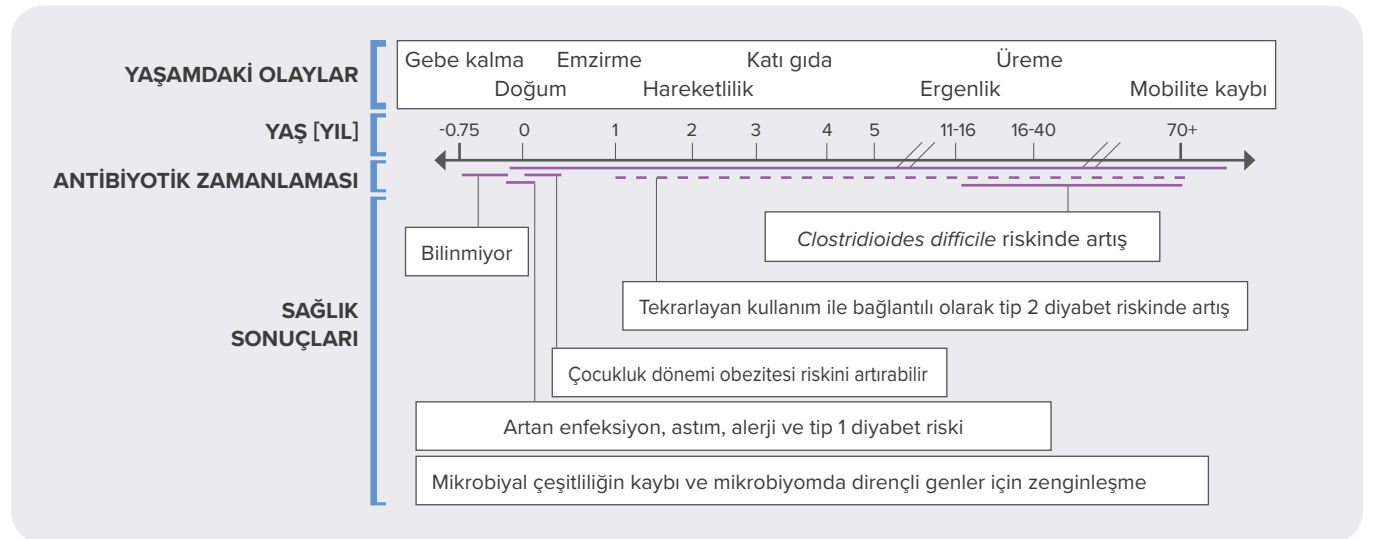 YAŞAMDAKİ OLAYLAR
Gebe kalma Emzirme Katı gıda Üreme
Doğum Hareketlilik Ergenlik Mobilite kaybı
YAŞ [YIL]
-0.75 0 1 2 3 4 5 11-16 16-40 70+
ANTİBİYOTİK ZAMANLAMASI
SAĞLIK
SONUÇLARI
Bilinmiyor
Clostridioides difficile riskinde artış
Tekrarlayan kullanım ile bağlantılı olarak tip 2 diyabet riskinde artış
Çocukluk dönemi obezitesi riskini artırabilir
Artan enfeksiyon, astım, alerji ve tip 1 diyabet riski
Mikrobiyal çeşitliliğin kaybı ve mikrobiyomda dirençli genler için zenginleşme